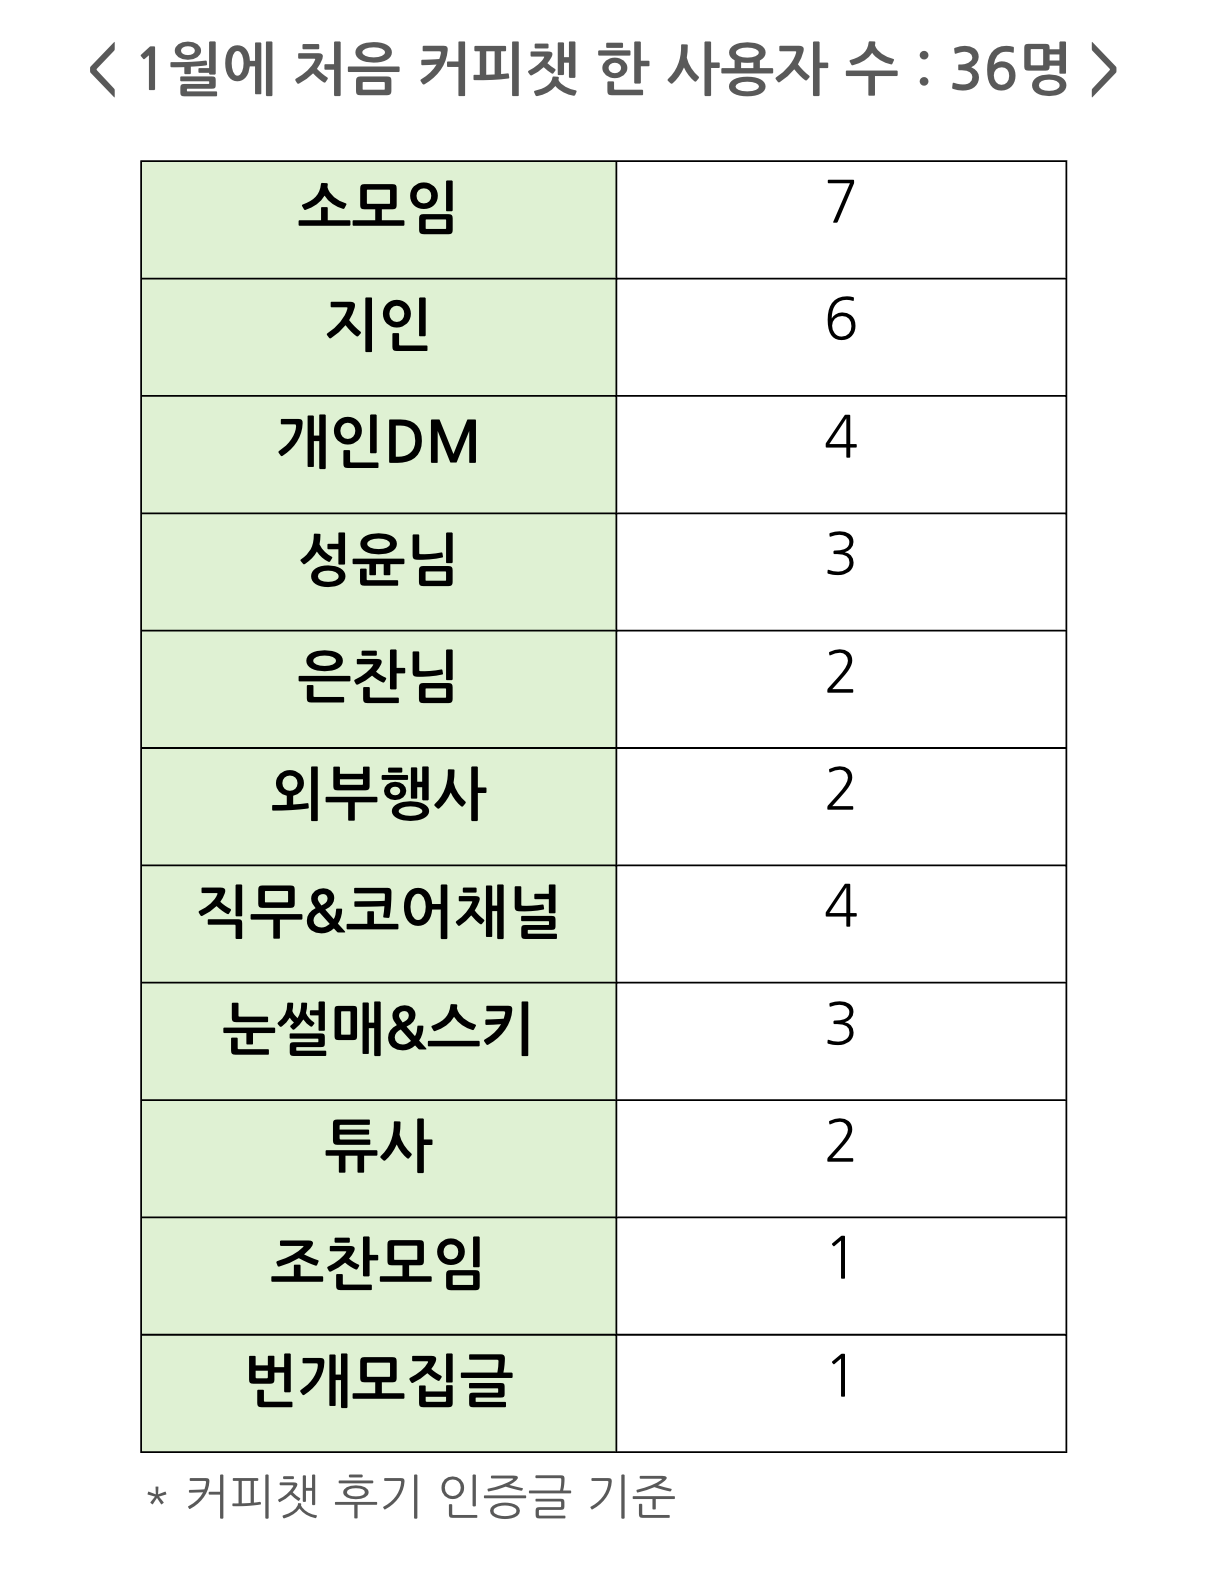 < 1월에 처음 커피챗 한 사용자 수 : 36명 >
소모임 7
지인 6
개인DM 4
성윤님 3
은찬님 2
외부행사 2
직무&코어채널 4
눈썰매&스키 3
튜사 2
조찬모임 1
번개모집글 1
* 커피챗 후기 인증글 기준